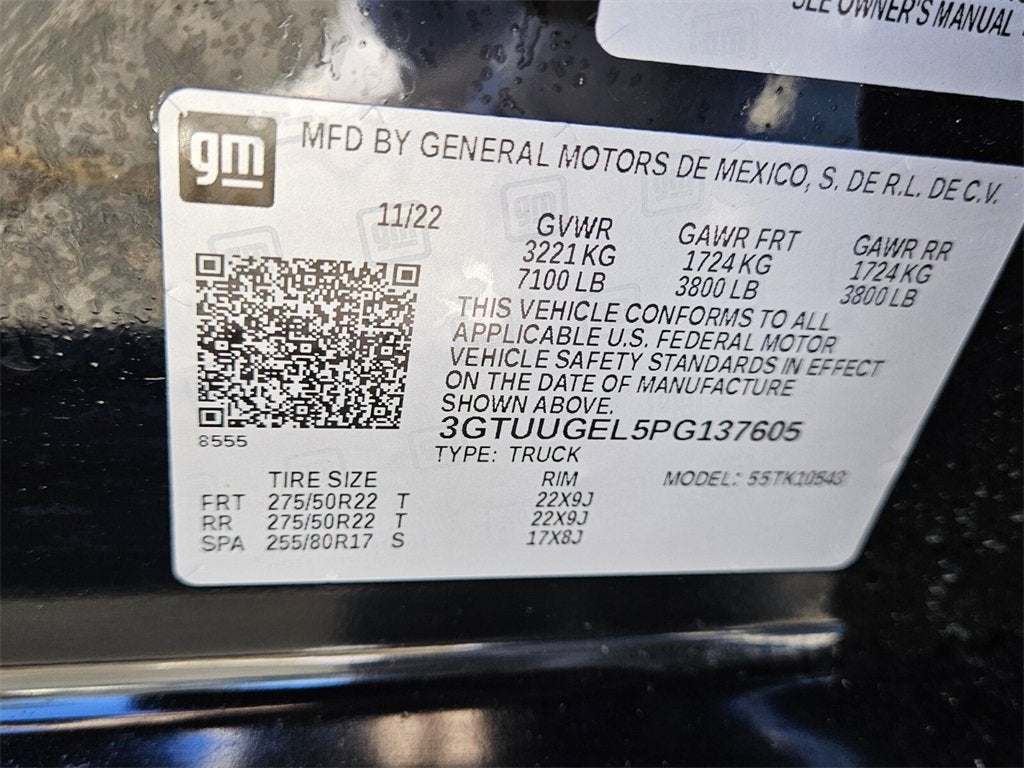 SEE OWNER'S MANUAL
gm
MFD BY GENERAL MOTORS DE MEXICO, S. DE R.L. DE C.V.
11/22
GVWR GAWR FRT GAWR RR
3221 KG 1724 KG 1724 KG
7100 LB 3800 LB 3800 LB
THIS VEHICLE CONFORMS TO ALL
APPLICABLE U.S. FEDERAL MOTOR
VEHICLE SAFETY STANDARDS IN EFFECT
ON THE DATE OF MANUFACTURE
SHOWN ABOVE.
3GTUUGEL5PG137605
8555
TYPE: TRUCK
TIRE SIZE RIM MODEL: 55TK10543
FRT 275/50R22 T 22X9J
RR 275/50R22 T 22X9J
SPA 255/80R17 S 17X8J